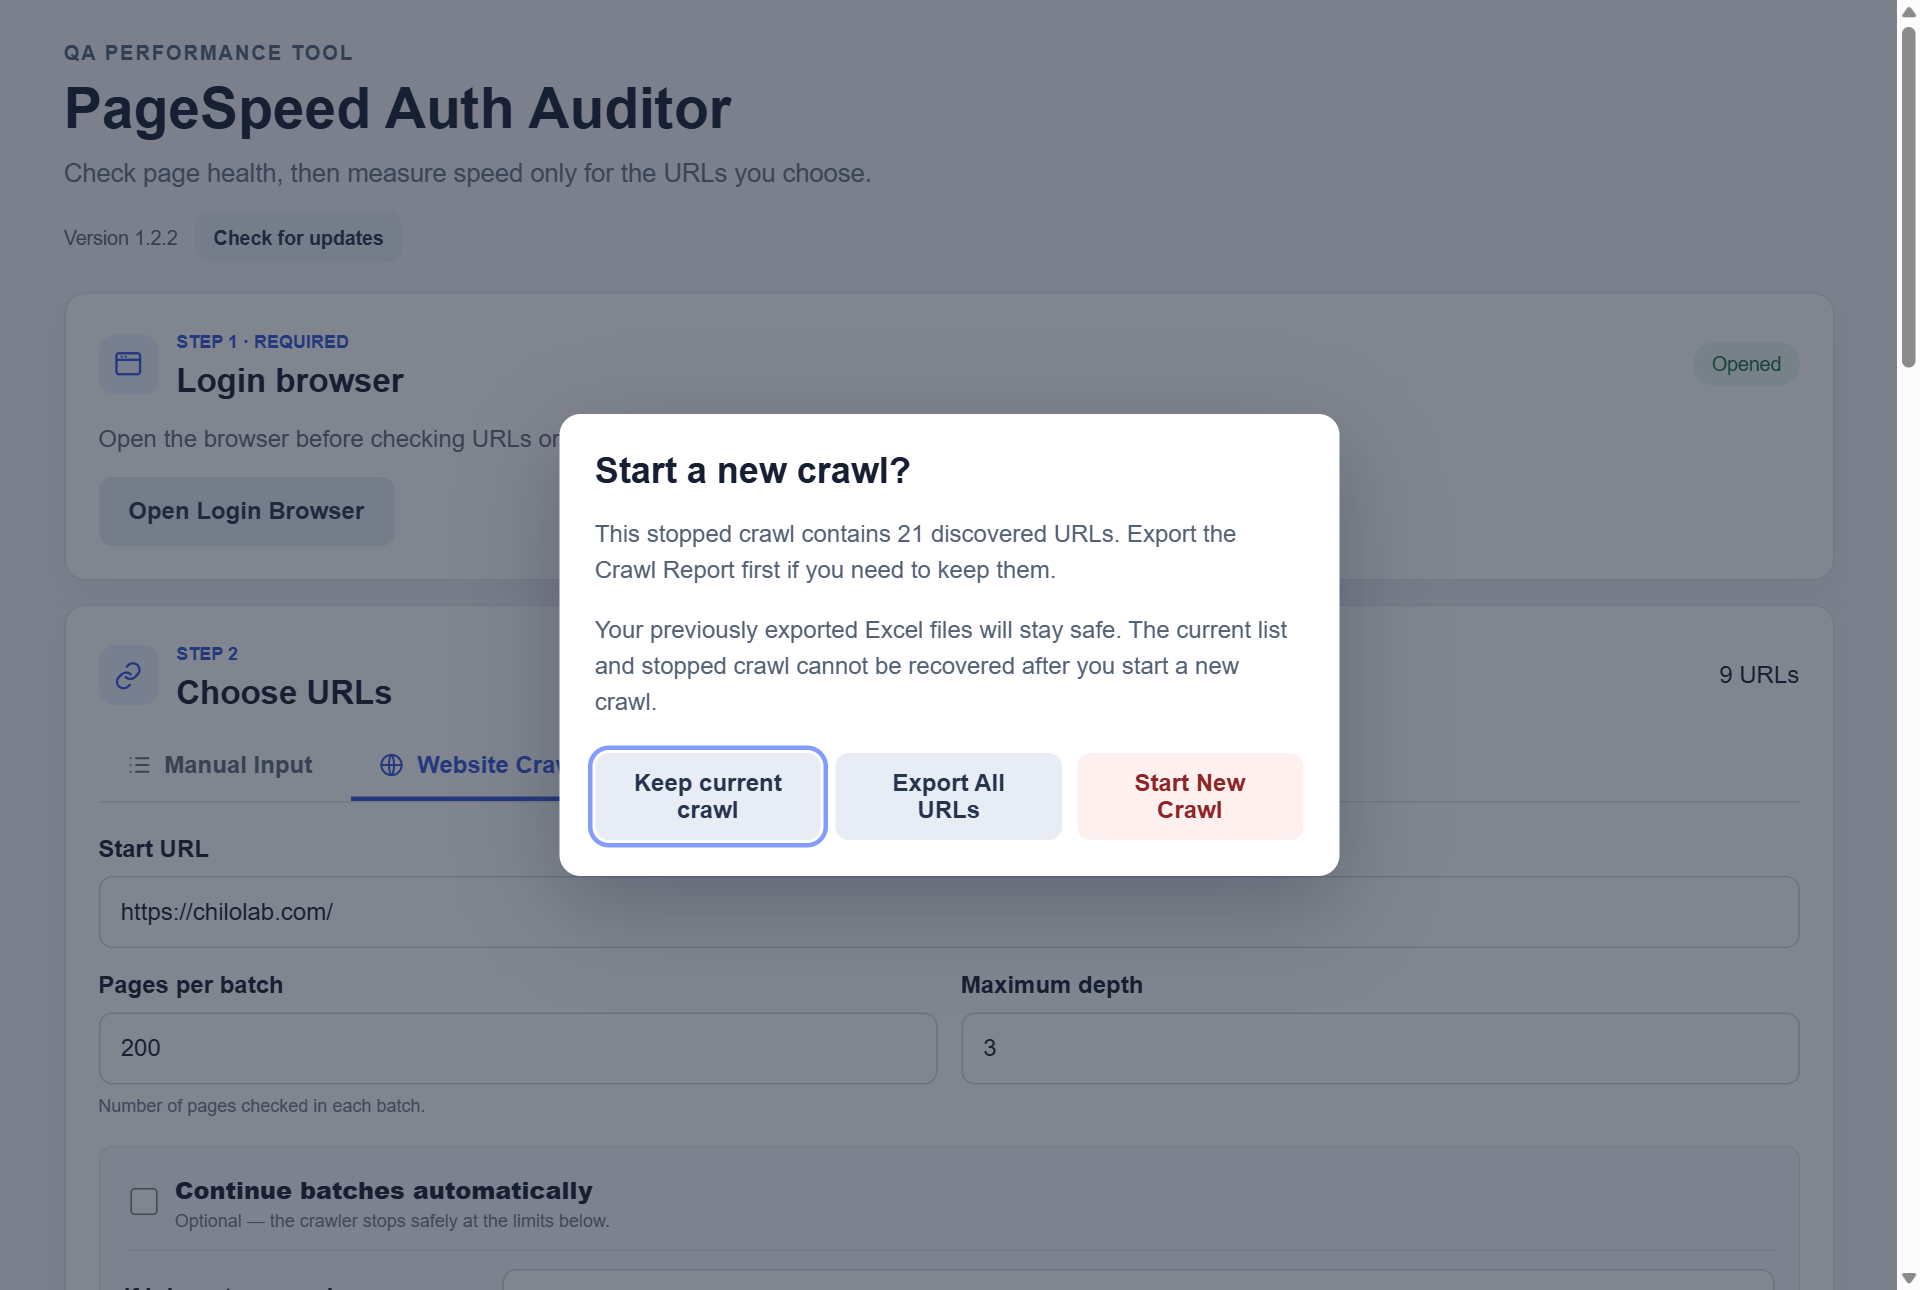 QA PERFORMANCE TOOL
PageSpeed Auth Auditor
Check page health, then measure speed only for the URLs you choose.
Version 1.2.2
Check for updates
STEP 1 · REQUIRED
Login browser
Opened
Open the browser before checking URLs or
Open Login Browser
Start a new crawl?
This stopped crawl contains 21 discovered URLs. Export the
Crawl Report first if you need to keep them.
Your previously exported Excel files will stay safe. The current list
and stopped crawl cannot be recovered after you start a new
crawl.
Keep current
crawl
Export All
URLs
Start New
Crawl
STEP 2
Choose URLs
9 URLs
Manual Input
Website
Start URL
https://chilolab.com/
Pages per batch
200
Number of pages checked in each batch.
Maximum depth
3
Continue batches automatically
Optional — the crawler stops safely at the limits below.